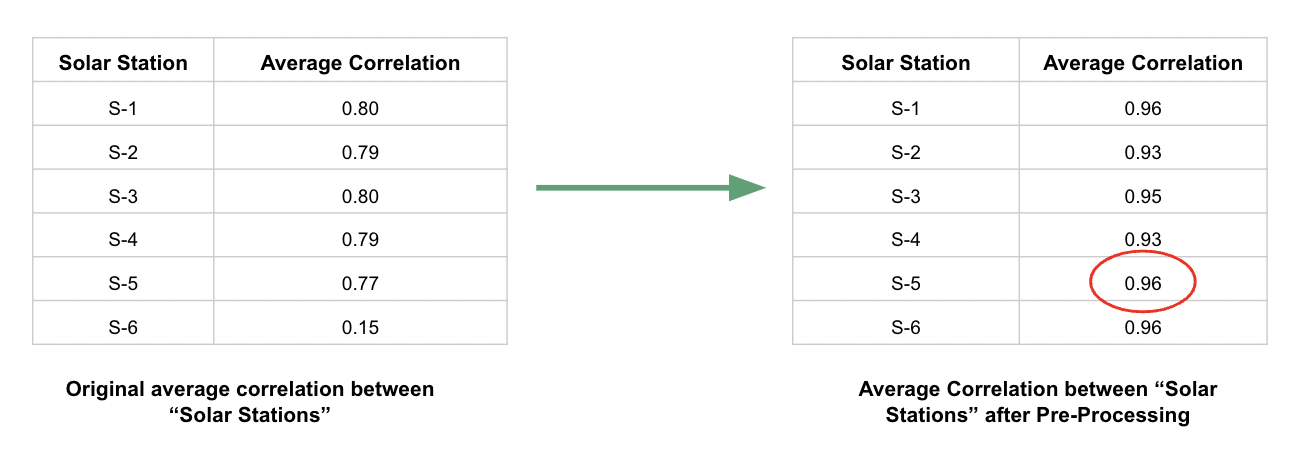 Solar Station Average Correlation
S-1 0.80
S-2 0.79
S-3 0.80
S-4 0.79
S-5 0.77
S-6 0.15
Original average correlation between
“Solar Stations”
Solar Station Average Correlation
S-1 0.96
S-2 0.93
S-3 0.95
S-4 0.93
S-5 0.96
S-6 0.96
Average Correlation between “Solar
Stations” after Pre-Processing